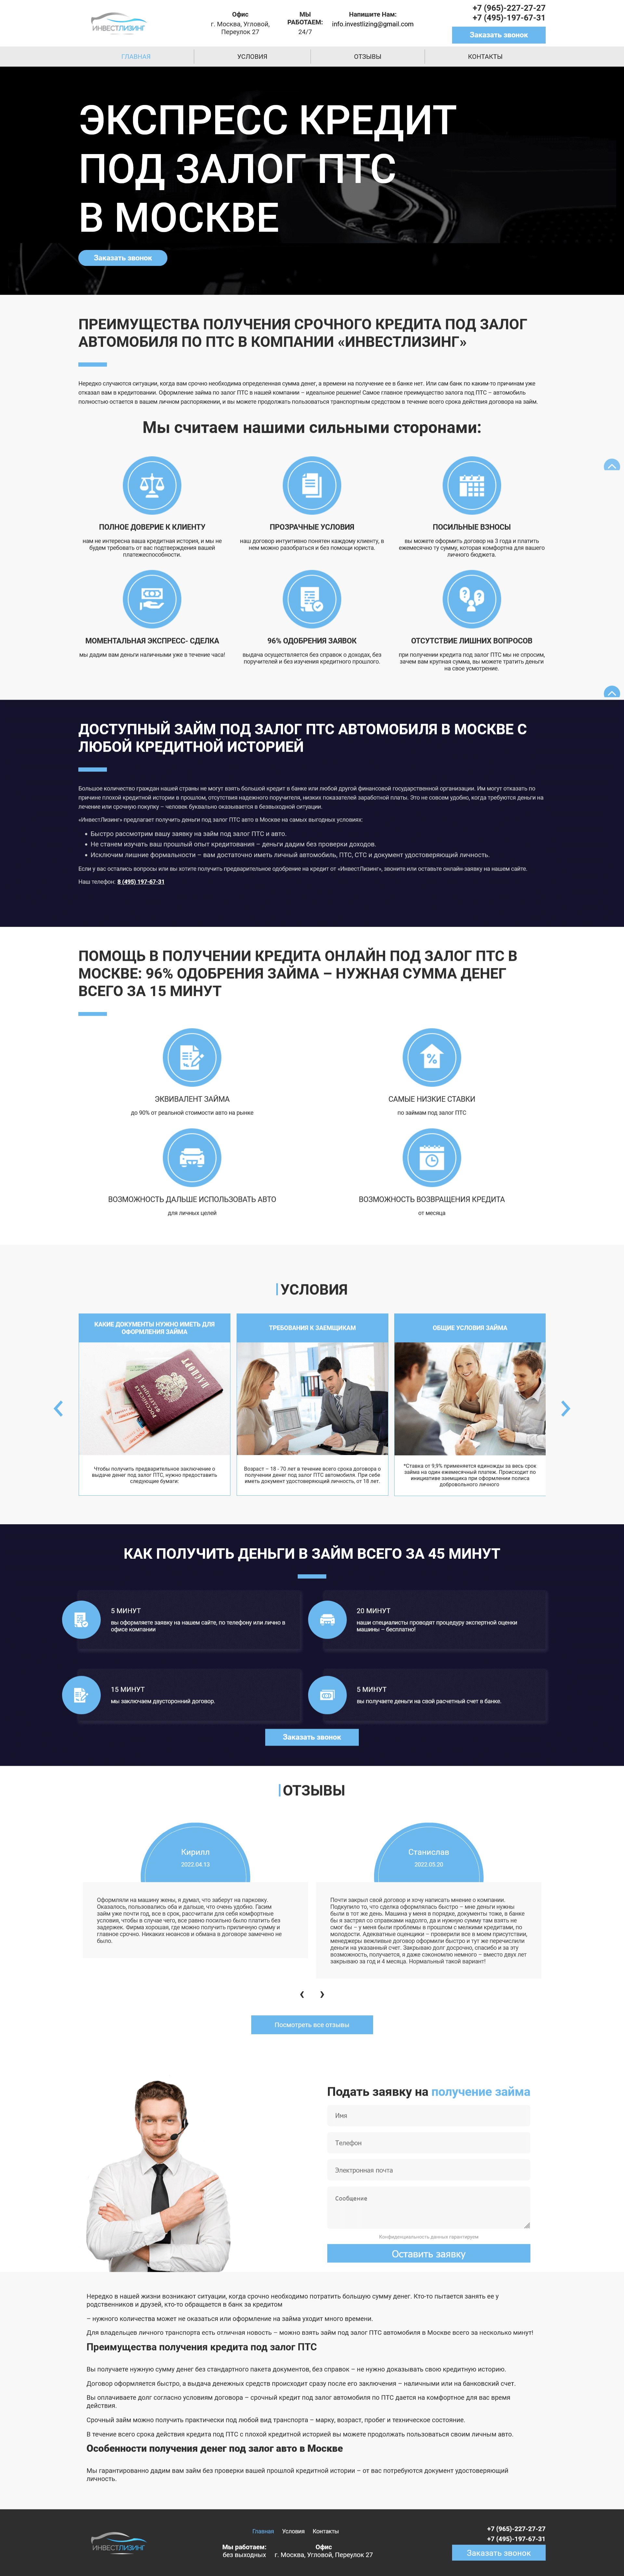 ИНВЕСТЛИЗИНГ
Офис
г. Москва, Угловой,
Переулок 27
МЫ
РАБОТАЕМ:
24/7
Напишите Нам:
info.investlizing@gmail.com
+7 (965)-227-27-27
+7 (495)-197-67-31
Заказать звонок
ГЛАВНАЯ
УСЛОВИЯ
ОТЗЫВЫ
КОНТАКТЫ
ЭКСПРЕСС КРЕДИТ
ПОД ЗАЛОГ ПТС
В МОСКВЕ
Заказать звонок
ПРЕИМУЩЕСТВА ПОЛУЧЕНИЯ СРОЧНОГО КРЕДИТА ПОД ЗАЛОГ
АВТОМОБИЛЯ ПО ПТС В КОМПАНИИ «ИНВЕСТЛИЗИНГ»
Нередко случаются ситуации, когда вам срочно необходима определенная сумма денег, а времени на получение ее в банке нет. Или сам банк по каким-то причинам уже
отказал вам в кредитовании. Оформление займа по залог ПТС в нашей компании – идеальное решение! Самое главное преимущество залога под ПТС – автомобиль
полностью остается в вашем личном распоряжении, и вы можете продолжать пользоваться транспортным средством в течение всего срока действия договора на займ.
Мы считаем нашими сильными сторонами:
ПОЛНОЕ ДОВЕРИЕ К КЛИЕНТУ
нам не интересна ваша кредитная история, и мы не
будем требовать от вас подтверждения вашей
платежеспособности.
ПРОЗРАЧНЫЕ УСЛОВИЯ
наш договор интуитивно понятен каждому клиенту, в
нем можно разобраться и без помощи юриста.
ПОСИЛЬНЫЕ ВЗНОСЫ
вы можете оформить договор на 3 года и платить
ежемесячно ту сумму, которая комфортна для вашего
личного бюджета.
МОМЕНТАЛЬНАЯ ЭКСПРЕСС- СДЕЛКА
мы дадим вам деньги наличными уже в течение часа!
96% ОДОБРЕНИЯ ЗАЯВОК
выдача осуществляется без справок о доходах, без
поручителей и без изучения кредитного прошлого.
ОТСУТСТВИЕ ЛИШНИХ ВОПРОСОВ
при получении кредита под залог ПТС мы не спросим,
зачем вам крупная сумма, вы можете тратить деньги
на свое усмотрение.
ДОСТУПНЫЙ ЗАЙМ ПОД ЗАЛОГ ПТС АВТОМОБИЛЯ В МОСКВЕ С
ЛЮБОЙ КРЕДИТНОЙ ИСТОРИЕЙ
Большое количество граждан нашей страны не могут взять большой кредит в банке или любой другой финансовой государственной организации. Им могут отказать по
причине плохой кредитной истории в прошлом, отсутствия надежного поручителя, низких показателей заработной платы. Это не совсем удобно, когда требуются деньги на
лечение или срочную покупку – человек буквально оказывается в безвыходной ситуации.
«ИнвестЛизинг» предлагает получить деньги под залог ПТС авто в Москве на самых выгодных условиях:
Быстро рассмотрим вашу заявку на займ под залог ПТС и авто.
Не станем изучать ваш прошлый опыт кредитования – деньги дадим без проверки доходов.
Исключим лишние формальности – вам достаточно иметь личный автомобиль, ПТС, СТС и документ удостоверяющий личность.
Если у вас остались вопросы или вы хотите получить предварительное одобрение на кредит от «ИнвестЛизинг», звоните или оставьте онлайн-заявку на нашем сайте.
Наш телефон: 8 (495) 197-67-31
ПОМОЩЬ В ПОЛУЧЕНИИ КРЕДИТА ОНЛАЙН ПОД ЗАЛОГ ПТС В
МОСКВЕ: 96% ОДОБРЕНИЯ ЗАЙМА – НУЖНАЯ СУММА ДЕНЕГ
ВСЕГО ЗА 15 МИНУТ
ЭКВИВАЛЕНТ ЗАЙМА
до 90% от реальной стоимости авто на рынке
САМЫЕ НИЗКИЕ СТАВКИ
по займам под залог ПТС
ВОЗМОЖНОСТЬ ДАЛЬШЕ ИСПОЛЬЗОВАТЬ АВТО
для личных целей
ВОЗМОЖНОСТЬ ВОЗВРАЩЕНИЯ КРЕДИТА
от месяца
УСЛОВИЯ
КАКИЕ ДОКУМЕНТЫ НУЖНО ИМЕТЬ ДЛЯ
ОФОРМЛЕНИЯ ЗАЙМА
ПАСПОРТ
Чтобы получить предварительное заключение о
выдаче денег под залог ПТС, нужно предоставить
следующие бумаги:
ТРЕБОВАНИЯ К ЗАЕМЩИКАМ
Возраст – 18 - 70 лет в течение всего срока договора о
получении денег под залог ПТС автомобиля. При себе
иметь документ удостоверяющий личность, от 18 лет.
ОБЩИЕ УСЛОВИЯ ЗАЙМА
*Ставка от 9,9% применяется единожды за весь срок
займа на один ежемесячный платеж. Происходит по
инициативе заемщика при оформлении полиса
добровольного личного
КАК ПОЛУЧИТЬ ДЕНЬГИ В ЗАЙМ ВСЕГО ЗА 45 МИНУТ
5 МИНУТ
вы оформляете заявку на нашем сайте, по телефону или лично в
офисе компании
20 МИНУТ
наши специалисты проводят процедуру экспертной оценки
машины – бесплатно!
15 МИНУТ
мы заключаем двусторонний договор.
5 МИНУТ
вы получаете деньги на свой расчетный счет в банке.
Заказать звонок
ОТЗЫВЫ
Кирилл
2022.04.13
Оформляли на машину жены, я думал, что заберут на парковку.
Оказалось, пользовались оба и дальше, что очень удобно. Гасим
займ уже почти год, все в срок, рассчитали для себя комфортные
условия, чтобы в случае чего, все равно посильно было платить без
задержек. Фирма хорошая, где можно получить приличную сумму и
главное срочно. Никаких нюансов и обмана в договоре замечено не
было.
Станислав
2022.05.20
Почти закрыл свой договор и хочу написать мнение о компании.
Подкупило то, что сделка оформлялась быстро – мне деньги нужны
были в тот же день. Машина у меня в порядке, документы тоже, в банке
бы я застрял со справками надолго, да и нужную сумму там взять не
смог бы – у меня были проблемы в прошлом с мелкими кредитами, по
молодости. Адекватные оценщики – проверили все в моем присутствии,
менеджеры вежливые договор оформили быстро и тут же перечислили
деньги на указанный счет. Закрываю долг досрочно, спасибо и за эту
возможность, получается, я даже сэкономлю немного – вместо двух лет
закрываю за год и 4 месяца. Нормальный такой вариант!
Посмотреть все отзывы
Подать заявку на получение займа
Имя
Телефон
Электронная почта
Сообщение
Конфиденциальность данных гарантируем
Оставить заявку
Нередко в нашей жизни возникают ситуации, когда срочно необходимо потратить большую сумму денег. Кто-то пытается занять ее у
родственников и друзей, кто-то обращается в банк за кредитом
– нужного количества может не оказаться или оформление на займа уходит много времени.
Для владельцев личного транспорта есть отличная новость – можно взять займ под залог ПТС автомобиля в Москве всего за несколько минут!
Преимущества получения кредита под залог ПТС
Вы получаете нужную сумму денег без стандартного пакета документов, без справок – не нужно доказывать свою кредитную историю.
Договор оформляется быстро, а выдача денежных средств происходит сразу после его заключения – наличными или на банковский счет.
Вы оплачиваете долг согласно условиям договора – срочный кредит под залог автомобиля по ПТС дается на комфортное для вас время
действия.
Срочный займ можно получить практически под любой вид транспорта – марку, возраст, пробег и техническое состояние.
В течение всего срока действия кредита под ПТС с плохой кредитной историей вы можете продолжать пользоваться своим личным авто.
Особенности получения денег под залог авто в Москве
Мы гарантированно дадим вам займ без проверки вашей прошлой кредитной истории – от вас потребуются документ удостоверяющий
личность.
ИНВЕСТЛИЗИНГ
Главная
Условия
Контакты
Мы работаем:
без выходных
Офис
г. Москва, Угловой, Переулок 27
+7 (965)-227-27-27
+7 (495)-197-67-31
Заказать звонок